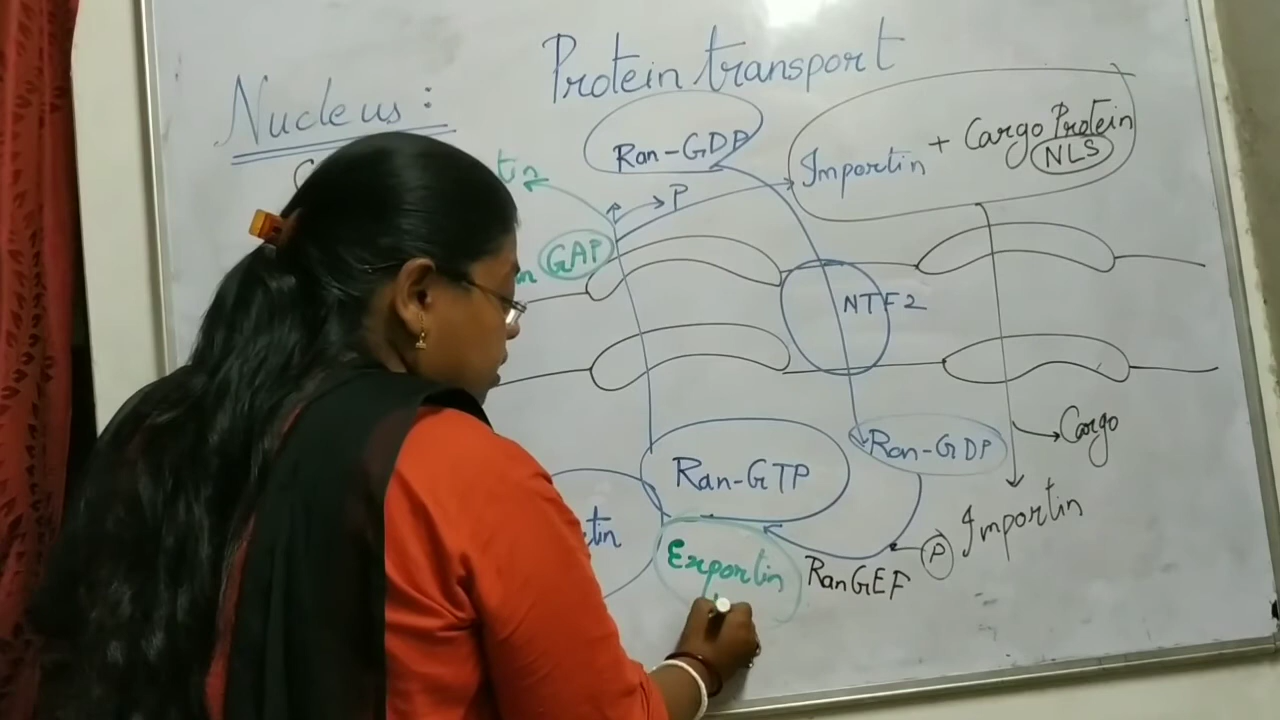 Protein transport
Nucleus:
Ran-GDP
Importin + Cargo Protein
NLS
P
GAP
NTF2
Cargo
Ran-GDP
Ran-GTP
Importin
P
Exportin
RanGEF